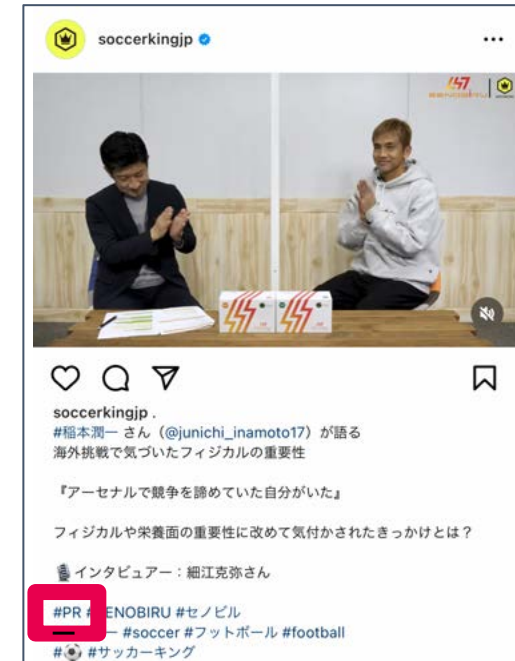 soccerkingjp
soccerkingjp .
#稲本潤一 さん（@junichi_inamoto17）が語る
海外挑戦で気づいたフィジカルの重要性
『アーセナルで競争を諦めていた自分がいた』
フィジカルや栄養面の重要性に改めて気付かされたきっかけとは？
🎙️インタビュアー：細江克弥さん
#PR ENOBIRU #セノビル
ー #soccer #フットボール #football
#⚽️ #サッカーキング